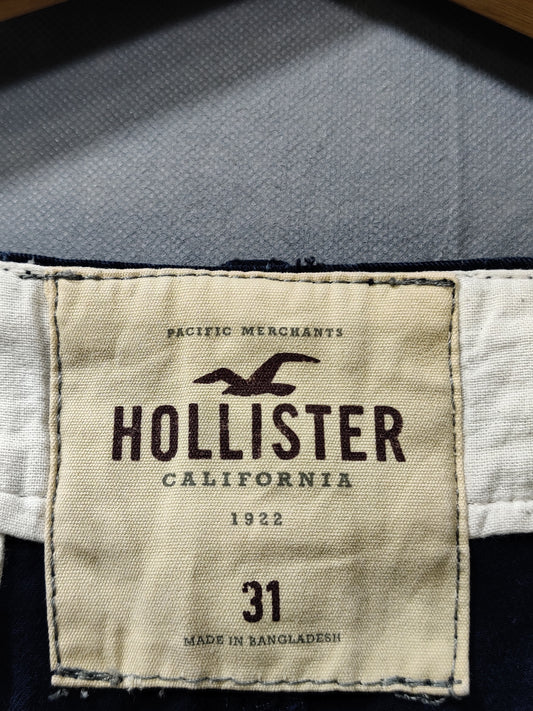 PACIFIC MERCHANTS
HOLLISTER
CALIFORNIA
1922
31
MADE IN BANGLADESH